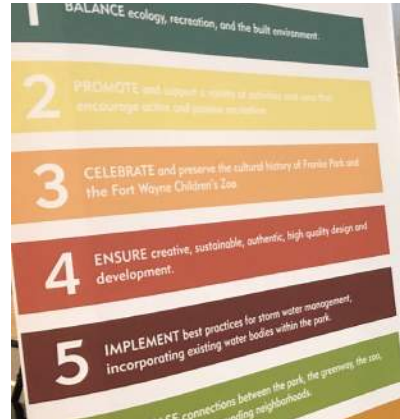 1 BALANCE ecology, recreation, and the built environment.
2 PROMOTE and support a variety of activities and uses that
encourage active and passive recreation.
3 CELEBRATE and preserve the cultural history of Franke Park and
the Fort Wayne Children's Zoo.
4 ENSURE creative, sustainable, authentic, high quality design and
development.
5 IMPLEMENT best practices for storm water management,
incorporating existing water bodies within the park.
connections between the park, the greenway, the zoo,
neighborhoods.